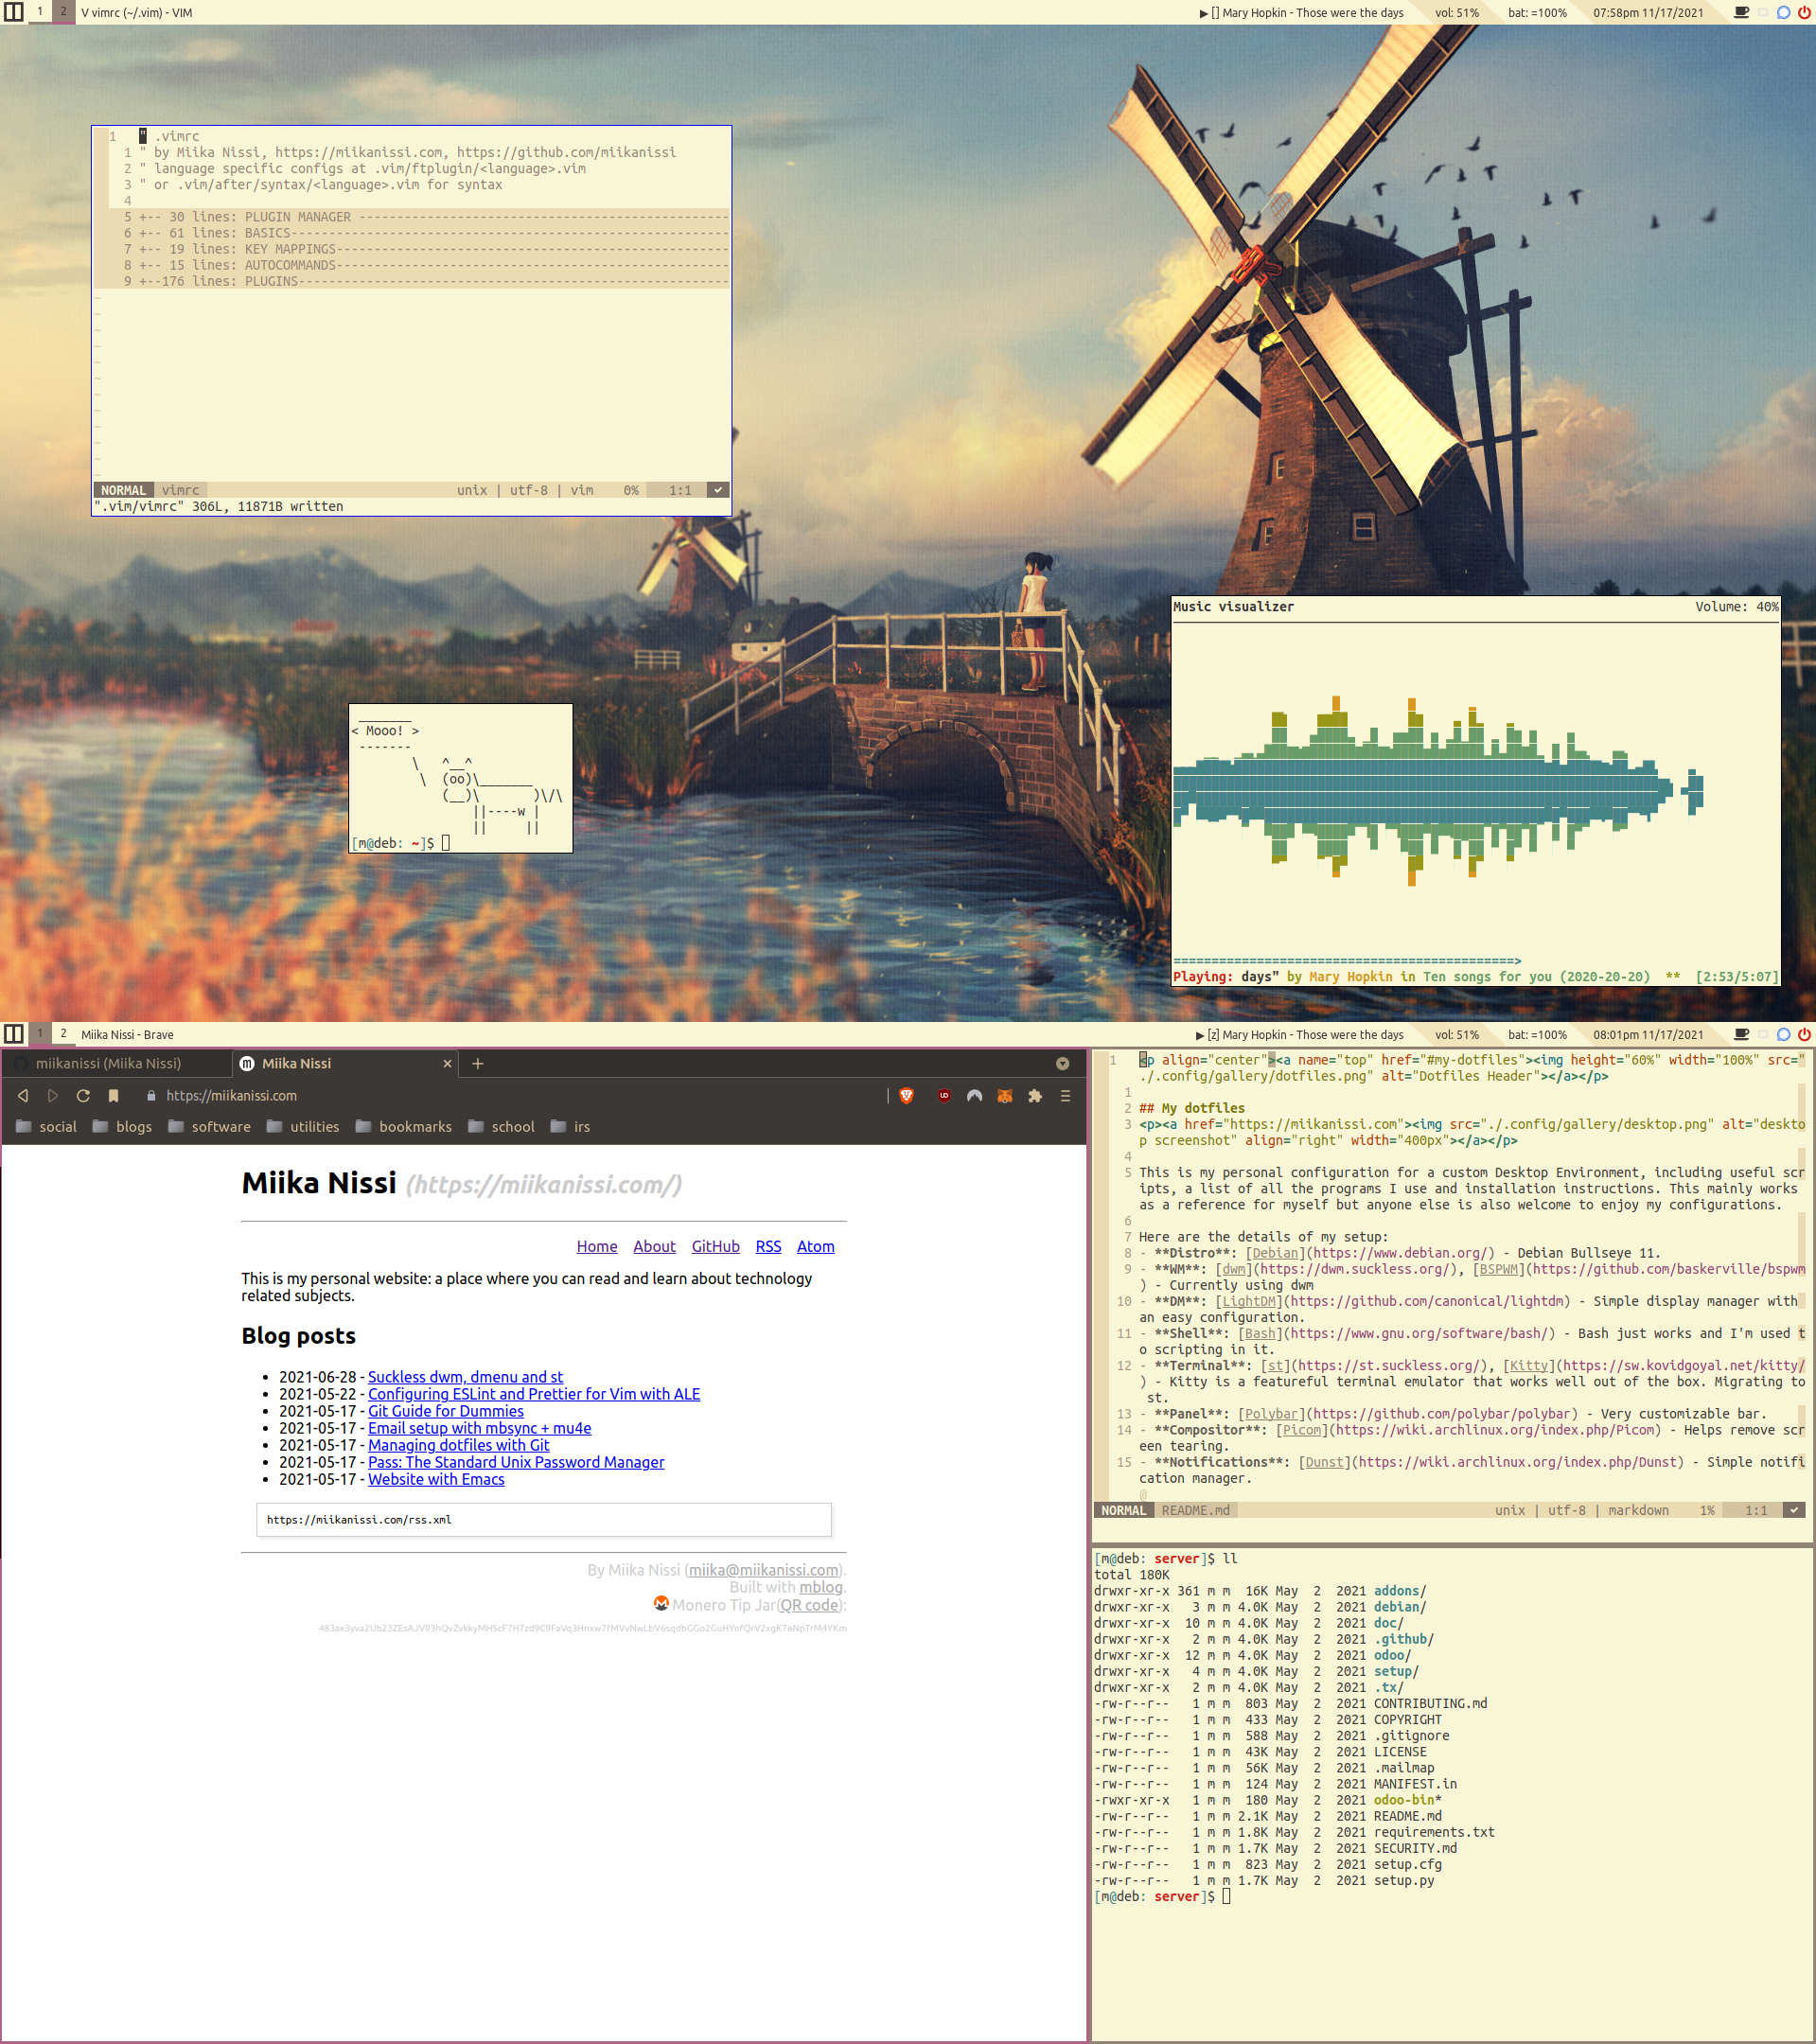 1 2 V vimrc (~/.vim) - VIM
▶ [] Mary Hopkin - Those were the days vol: 51% bat: =100% 07:58pm 11/17/2021
1 " .vimrc
1 " by Miika Nissi, https://miikanissi.com, https://github.com/miikanissi
2 " language specific configs at .vim/ftplugin/<language>.vim
3 " or .vim/after/syntax/<language>.vim for syntax
4
5 +-- 30 lines: PLUGIN MANAGER --------------------------------------------------
6 +-- 61 lines: BASICS----------------------------------------------------------
7 +-- 19 lines: KEY MAPPINGS----------------------------------------------------
8 +-- 15 lines: AUTOCOMMANDS----------------------------------------------------
9 +--176 lines: PLUGINS---------------------------------------------------------
~
~
~
~
~
~
~
~
~
~
~
~
NORMAL vimrc unix | utf-8 | vim 0% 1:1 ✓
".vim/vimrc" 306L, 11871B written
_______
< Mooo! >
-------
\ ^__^
\ (oo)\_______
(__)\ )\/\
||----w |
|| ||
[m@deb: ~]$
Music visualizer Volume: 40%
=============================================>
Playing: days" by Mary Hopkin in Ten songs for you (2020-20-20) ** [2:53/5:07]
1 2 Miika Nissi - Brave
▶ [z] Mary Hopkin - Those were the days vol: 51% bat: =100% 08:01pm 11/17/2021
miikanissi (Miika Nissi) Miika Nissi × +
https://miikanissi.com
social blogs software utilities bookmarks school irs
Miika Nissi (https://miikanissi.com/)
Home About GitHub RSS Atom
This is my personal website: a place where you can read and learn about technology
related subjects.
Blog posts
• 2021-06-28 - Suckless dwm, dmenu and st
• 2021-05-22 - Configuring ESLint and Prettier for Vim with ALE
• 2021-05-17 - Git Guide for Dummies
• 2021-05-17 - Email setup with mbsync + mu4e
• 2021-05-17 - Managing dotfiles with Git
• 2021-05-17 - Pass: The Standard Unix Password Manager
• 2021-05-17 - Website with Emacs
https://miikanissi.com/rss.xml
By Miika Nissi (miika@miikanissi.com).
Built with mblog.
Monero Tip Jar(QR code):
1 <p align="center"><a name="top" href="#my-dotfiles"><img height="60%" width="100%" src="
./.config/gallery/dotfiles.png" alt="Dotfiles Header"></a></p>
1
2 ## My dotfiles
3 <p><a href="https://miikanissi.com"><img src="./.config/gallery/desktop.png" alt="deskto
p screenshot" align="right" width="400px"></a></p>
4
5 This is my personal configuration for a custom Desktop Environment, including useful scr
ipts, a list of all the programs I use and installation instructions. This mainly works
as a reference for myself but anyone else is also welcome to enjoy my configurations.
6
7 Here are the details of my setup:
8 - **Distro**: [Debian](https://www.debian.org/) - Debian Bullseye 11.
9 - **WM**: [dwm](https://dwm.suckless.org/), [BSPWM](https://github.com/baskerville/bspwm
) - Currently using dwm
10 - **DM**: [LightDM](https://github.com/canonical/lightdm) - Simple display manager with
an easy configuration.
11 - **Shell**: [Bash](https://www.gnu.org/software/bash/) - Bash just works and I'm used t
o scripting in it.
12 - **Terminal**: [st](https://st.suckless.org/), [Kitty](https://sw.kovidgoyal.net/kitty/
) - Kitty is a featureful terminal emulator that works well out of the box. Migrating to
st.
13 - **Panel**: [Polybar](https://github.com/polybar/polybar) - Very customizable bar.
14 - **Compositor**: [Picom](https://wiki.archlinux.org/index.php/Picom) - Helps remove scr
een tearing.
15 - **Notifications**: [Dunst](https://wiki.archlinux.org/index.php/Dunst) - Simple notifi
cation manager.
@
NORMAL README.md unix | utf-8 | markdown 1% 1:1 ✓
[m@deb: server]$ ll
total 180K
drwxr-xr-x 361 m m 16K May 2 2021 addons/
drwxr-xr-x 3 m m 4.0K May 2 2021 debian/
drwxr-xr-x 10 m m 4.0K May 2 2021 doc/
drwxr-xr-x 2 m m 4.0K May 2 2021 .github/
drwxr-xr-x 12 m m 4.0K May 2 2021 odoo/
drwxr-xr-x 4 m m 4.0K May 2 2021 setup/
drwxr-xr-x 2 m m 4.0K May 2 2021 .tx/
-rw-r--r-- 1 m m 803 May 2 2021 CONTRIBUTING.md
-rw-r--r-- 1 m m 433 May 2 2021 COPYRIGHT
-rw-r--r-- 1 m m 588 May 2 2021 .gitignore
-rw-r--r-- 1 m m 43K May 2 2021 LICENSE
-rw-r--r-- 1 m m 56K May 2 2021 .mailmap
-rw-r--r-- 1 m m 124 May 2 2021 MANIFEST.in
-rwxr-xr-x 1 m m 180 May 2 2021 odoo-bin*
-rw-r--r-- 1 m m 2.1K May 2 2021 README.md
-rw-r--r-- 1 m m 1.8K May 2 2021 requirements.txt
-rw-r--r-- 1 m m 1.7K May 2 2021 SECURITY.md
-rw-r--r-- 1 m m 823 May 2 2021 setup.cfg
-rw-r--r-- 1 m m 1.7K May 2 2021 setup.py
[m@deb: server]$